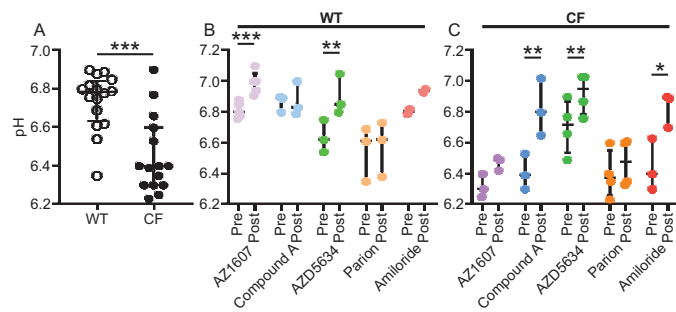 WT
CF
A
B
C
***
***
**
**
**
*
pH
7.0
6.8
6.6
6.4
6.2
WT
CF
7.2
7.0
6.8
6.6
6.4
6.2
Pre
Post
Pre
Post
Pre
Post
Pre
Post
Pre
Post
AZ1607
Compound A
AZD5634
Parion
Amiloride
7.2
7.0
6.8
6.6
6.4
6.2
Pre
Post
Pre
Post
Pre
Post
Pre
Post
Pre
Post
AZ1607
Compound A
AZD5634
Parion
Amiloride